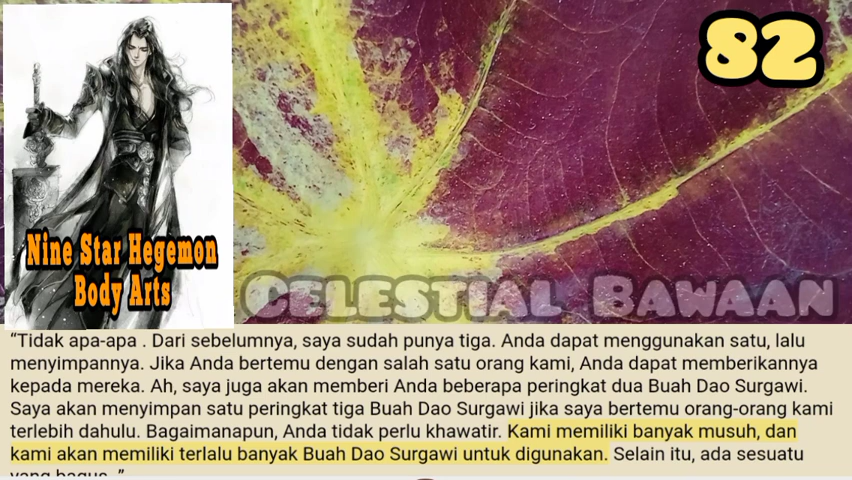 82
Nine Star Hegemon
Body Arts
Celestial Bawaan
“Tidak apa-apa . Dari sebelumnya, saya sudah punya tiga. Anda dapat menggunakan satu, lalu
menyimpannya. Jika Anda bertemu dengan salah satu orang kami, Anda dapat memberikannya
kepada mereka. Ah, saya juga akan memberi Anda beberapa peringkat dua Buah Dao Surgawi.
Saya akan menyimpan satu peringkat tiga Buah Dao Surgawi jika saya bertemu orang-orang kami
terlebih dahulu. Bagaimanapun, Anda tidak perlu khawatir. Kami memiliki banyak musuh, dan
kami akan memiliki terlalu banyak Buah Dao Surgawi untuk digunakan. Selain itu, ada sesuatu
yang bagus. ”